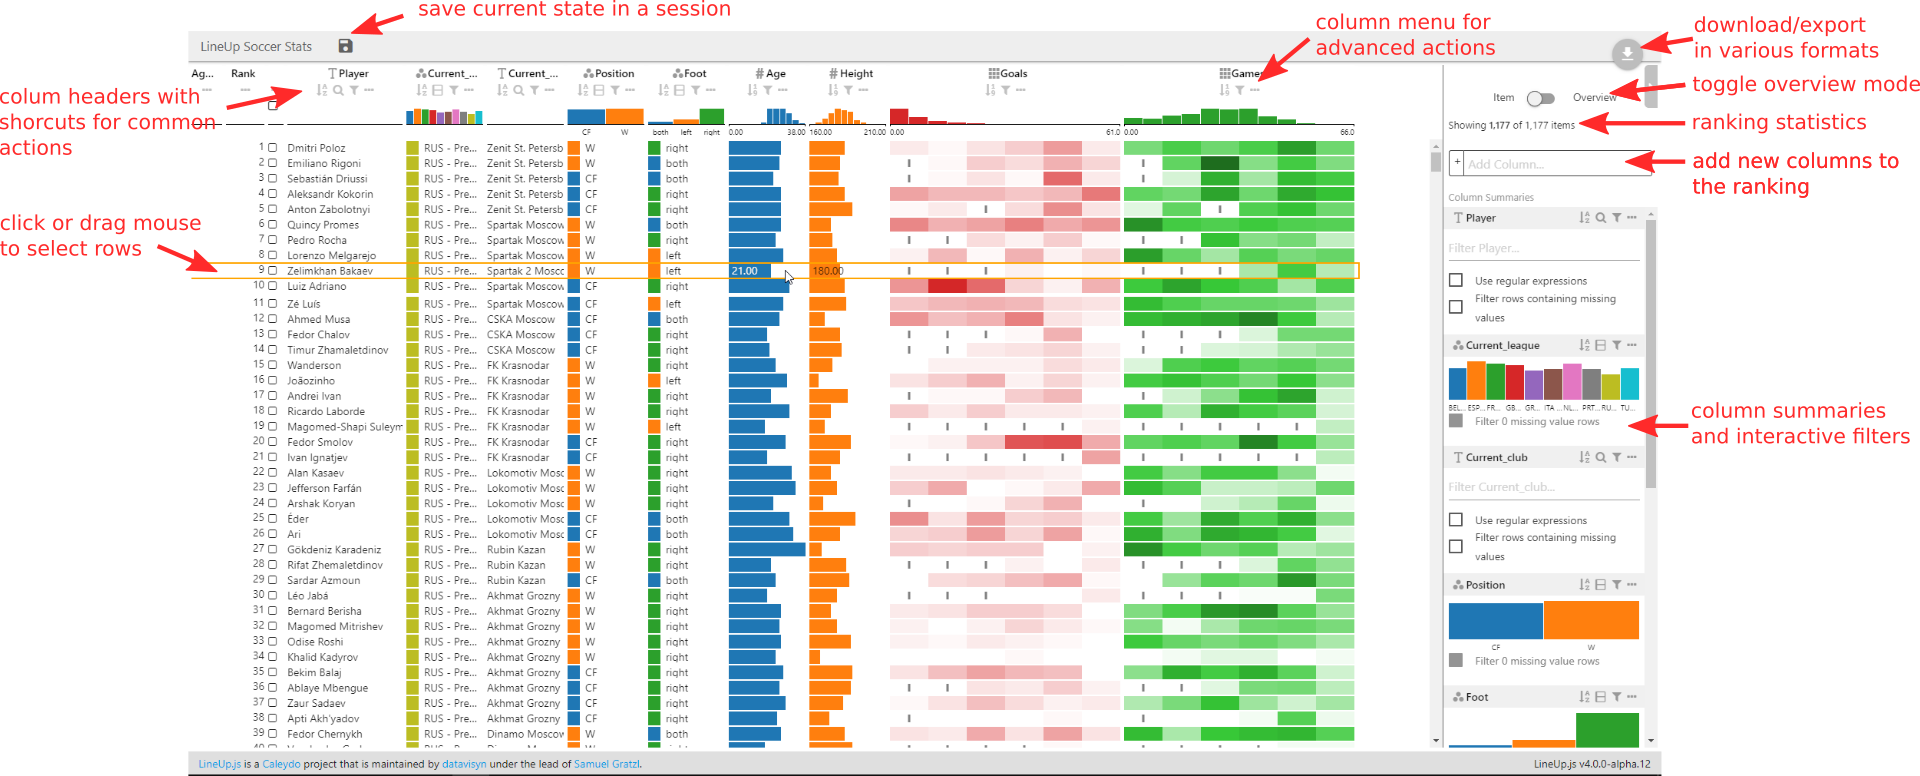 save current state in a session
column menu for
advanced actions
download/export
in various formats
LineUp Soccer Stats
Ag...
Rank
Player
Current_...
Current_...
Position
Foot
Age
Height
Goals
Games
toggle overview mode
Item
Overview
colum headers with
shorcuts for common
actions
ranking statistics
Showing 1,177 of 1,177 items
CF W both left right 0.00 38.00 160.00 210.00 0.00 61.0 0.00 66.0
add new columns to
the ranking
+ Add Column...
1 Dmitri Poloz RUS - Pre... Zenit St. Petersb W right
2 Emiliano Rigoni RUS - Pre... Zenit St. Petersb W both
3 Sebastián Driussi RUS - Pre... Zenit St. Petersb CF both
4 Aleksandr Kokorin RUS - Pre... Zenit St. Petersb CF right
5 Anton Zabolotnyi RUS - Pre... Zenit St. Petersb CF right
6 Quincy Promes RUS - Pre... Spartak Moscow W both
7 Pedro Rocha RUS - Pre... Spartak Moscow W right
8 Lorenzo Melgarejo RUS - Pre... Spartak Moscow W left
9 Zelimkhan Bakaev RUS - Pre... Spartak 2 Mosc W left 21.00 180.00
10 Luiz Adriano RUS - Pre... Spartak Moscow CF right
11 Zé Luís RUS - Pre... Spartak Moscow CF left
12 Ahmed Musa RUS - Pre... CSKA Moscow CF both
13 Fedor Chalov RUS - Pre... CSKA Moscow CF right
14 Timur Zhamaletdinov RUS - Pre... CSKA Moscow CF right
15 Wanderson RUS - Pre... FK Krasnodar W right
16 Joãozinho RUS - Pre... FK Krasnodar W left
17 Andrei Ivan RUS - Pre... FK Krasnodar W right
18 Ricardo Laborde RUS - Pre... FK Krasnodar W right
19 Magomed-Shapi Suleym RUS - Pre... FK Krasnodar W left
20 Fedor Smolov RUS - Pre... FK Krasnodar CF right
21 Ivan Ignatjev RUS - Pre... FK Krasnodar CF right
22 Alan Kasaev RUS - Pre... Lokomotiv Mosc W right
23 Jefferson Farfán RUS - Pre... Lokomotiv Mosc W right
24 Arshak Koryan RUS - Pre... Lokomotiv Mosc W right
25 Éder RUS - Pre... Lokomotiv Mosc CF both
26 Ari RUS - Pre... Lokomotiv Mosc CF both
27 Gökdeniz Karadeniz RUS - Pre... Rubin Kazan W right
28 Rifat Zhemaletdinov RUS - Pre... Rubin Kazan W right
29 Sardar Azmoun RUS - Pre... Rubin Kazan CF both
30 Léo Jabá RUS - Pre... Akhmat Grozny W right
31 Bernard Berisha RUS - Pre... Akhmat Grozny W right
32 Magomed Mitrishev RUS - Pre... Akhmat Grozny W right
33 Odise Roshi RUS - Pre... Akhmat Grozny W right
34 Khalid Kadyrov RUS - Pre... Akhmat Grozny W right
35 Bekim Balaj RUS - Pre... Akhmat Grozny CF right
36 Ablaye Mbengue RUS - Pre... Akhmat Grozny CF right
37 Zaur Sadaev RUS - Pre... Akhmat Grozny CF right
38 Apti Akh'yadov RUS - Pre... Akhmat Grozny CF right
39 Fedor Chernykh RUS - Pre... Dinamo Moscow W both
click or drag mouse
to select rows
Column Summaries
Player
Filter Player...
Use regular expressions
Filter rows containing missing
values
Current_league
BEL... ESP... FR... GB... GR... ITA ... NL... PRT... RU... TU...
Filter 0 missing value rows
column summaries
and interactive filters
Current_club
Filter Current_club...
Use regular expressions
Filter rows containing missing
values
Position
CF W
Filter 0 missing value rows
Foot
LineUp.js is a Caleydo project that is maintained by datavisyn under the lead of Samuel Gratzl.
LineUp.js v4.0.0-alpha.12